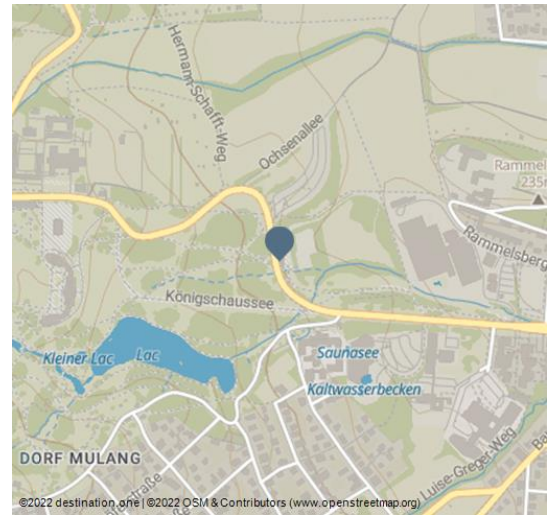 Hermann-Schafft-Weg
Ochsenallee
235
Rammelsberg
Königschaussee
Kleiner Lac
Lac
Saunasee
Kaltwasserbecken
DORF MULANG
Luise-Greger-Weg
©2022 destination.one | ©2022 OSM & Contributors (www.openstreetmap.org)